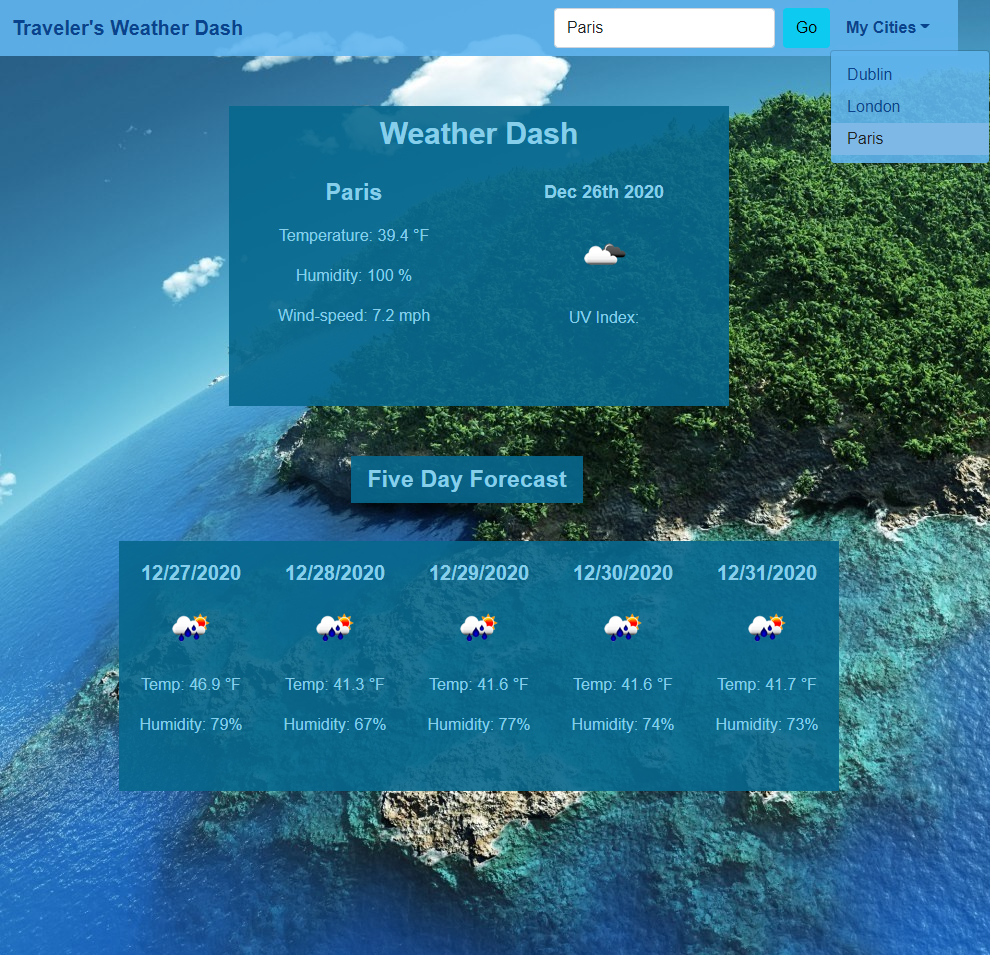 Traveler's Weather Dash
Paris
Go
My Cities
Dublin
London
Paris
Weather Dash
Paris
Dec 26th 2020
Temperature: 39.4 °F
Humidity: 100 %
Wind-speed: 7.2 mph
UV Index:
Five Day Forecast
12/27/2020 12/28/2020 12/29/2020 12/30/2020 12/31/2020
Temp: 46.9 °F Temp: 41.3 °F Temp: 41.6 °F Temp: 41.6 °F Temp: 41.7 °F
Humidity: 79% Humidity: 67% Humidity: 77% Humidity: 74% Humidity: 73%